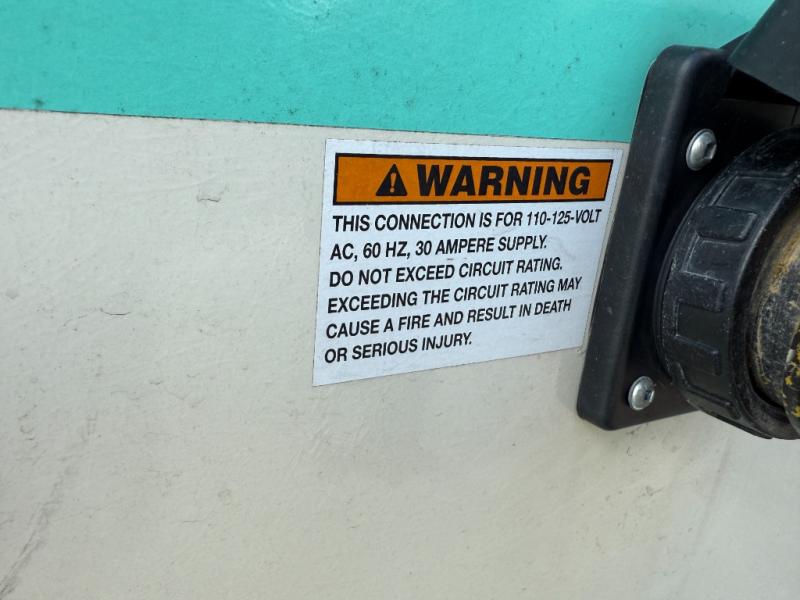 WARNING
THIS CONNECTION IS FOR 110-125-VOLT
AC, 60 HZ, 30 AMPERE SUPPLY.
DO NOT EXCEED CIRCUIT RATING.
EXCEEDING THE CIRCUIT RATING MAY
CAUSE A FIRE AND RESULT IN DEATH
OR SERIOUS INJURY.